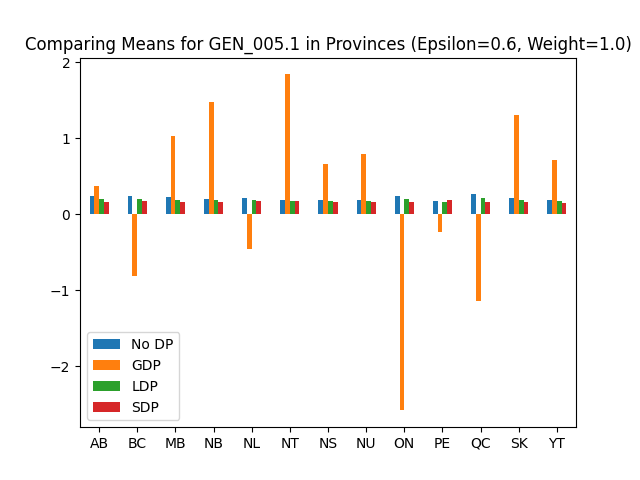 Comparing Means for GEN_005.1 in Provinces (Epsilon=0.6, Weight=1.0)
2
1
0
−1
−2
No DP
GDP
LDP
SDP
AB BC MB NB NL NT NS NU ON PE QC SK YT